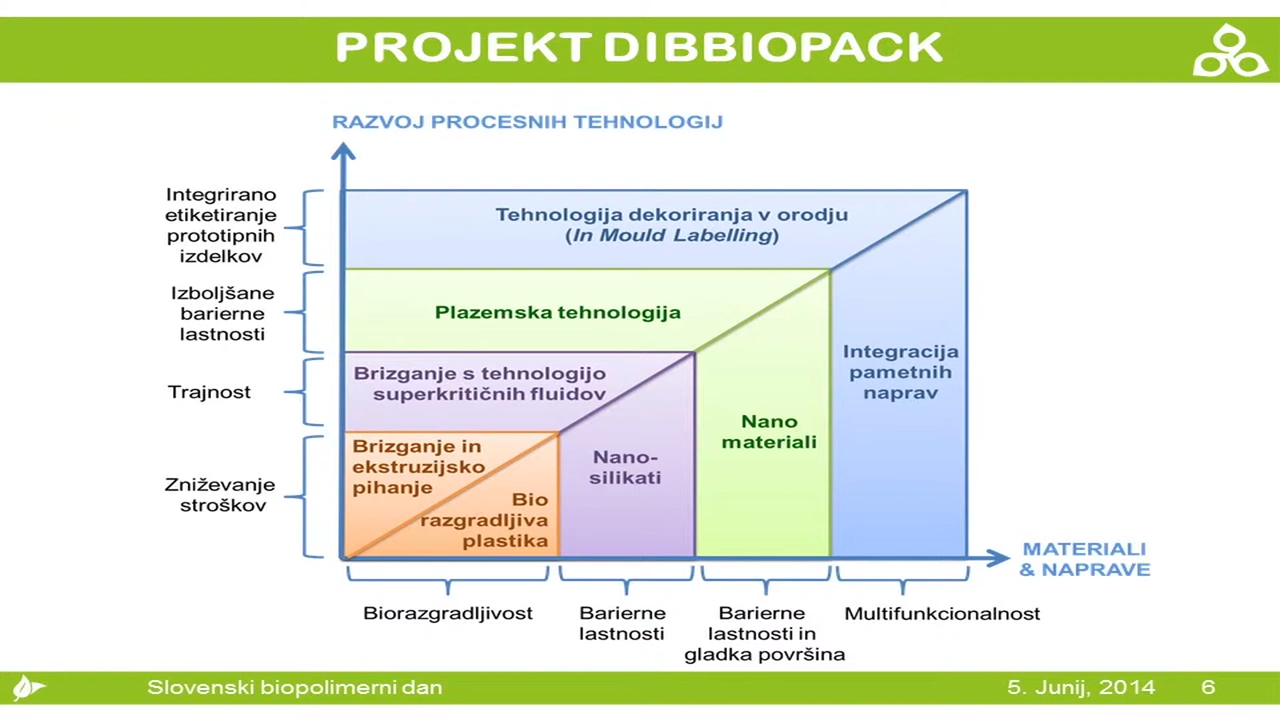 PROJEKT DIBBIOPACK
RAZVOJ PROCESNIH TEHNOLOGIJ
Integrirano
etiketiranje
prototipnih
izdelkov
Izboljšane
barierne
lastnosti
Trajnost
Zniževanje
stroškov
Tehnologija dekoriranja v orodju
(In Mould Labelling)
Plazemska tehnologija
Brizganje s tehnologijo
superkritičnih fluidov
Brizganje in
ekstruzijsko
pihanje
Bio
razgradljiva
plastika
Nano-
silikati
Nano
materiali
Integracija
pametnih
naprav
MATERIALI
& NAPRAVE
Biorazgradljivost
Barierne
lastnosti
Barierne
lastnosti in
gladka površina
Multifunkcionalnost
Slovenski biopolimerni dan
5. Junij, 2014
6